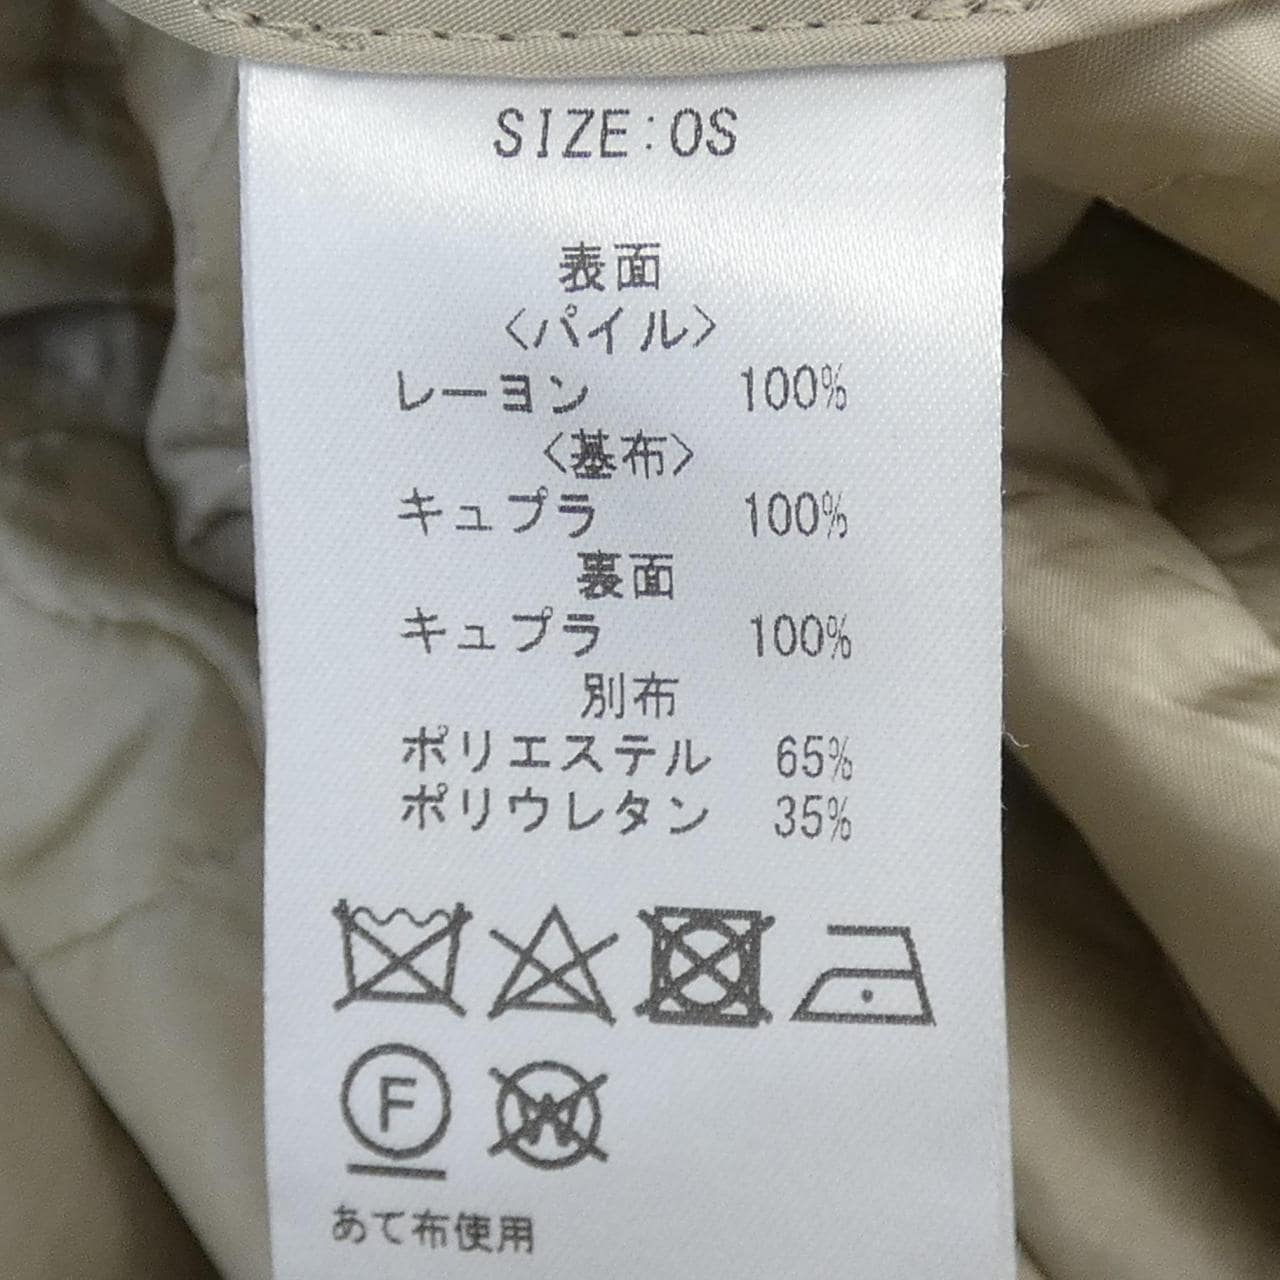 SIZE:OS
表面
〈パイル〉
レーヨン 100%
〈基布〉
キュプラ 100%
裏面
キュプラ 100%
別布
ポリエステル 65%
ポリウレタン 35%
F W
あて布使用